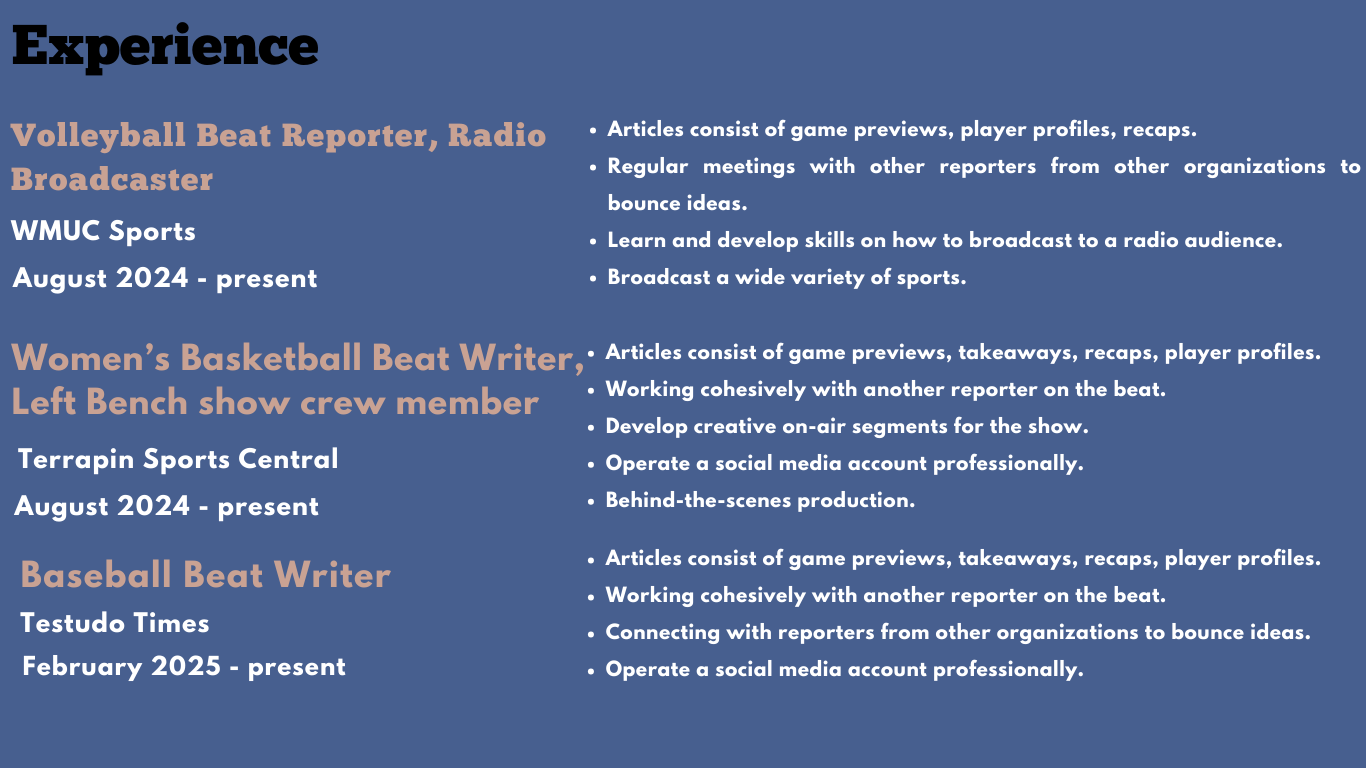 Experience
Volleyball Beat Reporter, Radio
Broadcaster
WMUC Sports
August 2024 - present
• Articles consist of game previews, player profiles, recaps.
• Regular meetings with other reporters from other organizations to
bounce ideas.
• Learn and develop skills on how to broadcast to a radio audience.
• Broadcast a wide variety of sports.
Women’s Basketball Beat Writer,
Left Bench show crew member
Terrapin Sports Central
August 2024 - present
• Articles consist of game previews, takeaways, recaps, player profiles.
• Working cohesively with another reporter on the beat.
• Develop creative on-air segments for the show.
• Operate a social media account professionally.
• Behind-the-scenes production.
Baseball Beat Writer
Testudo Times
February 2025 - present
• Articles consist of game previews, takeaways, recaps, player profiles.
• Working cohesively with another reporter on the beat.
• Connecting with reporters from other organizations to bounce ideas.
• Operate a social media account professionally.